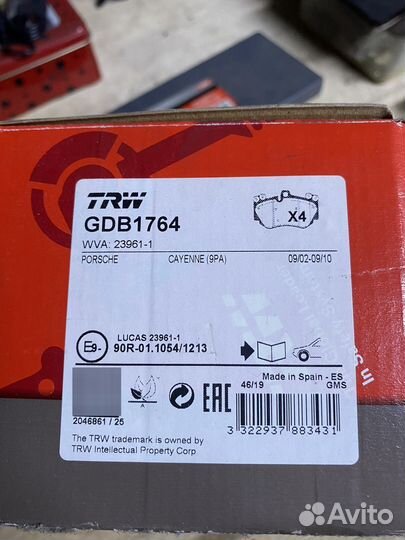 TRW
GDB1764
X4
WVA: 23961-1
PORSCHE CAYENNE (9PA) 09/02-09/10
LUCAS 23961-1
E9- 90R-01.1054/1213
Made in Spain - ES
46/19 GMS
A
EAC
2046861 / 25
3 322937 883431
The TRW trademark is owned by
TRW Intellectual Property Corp
Avito